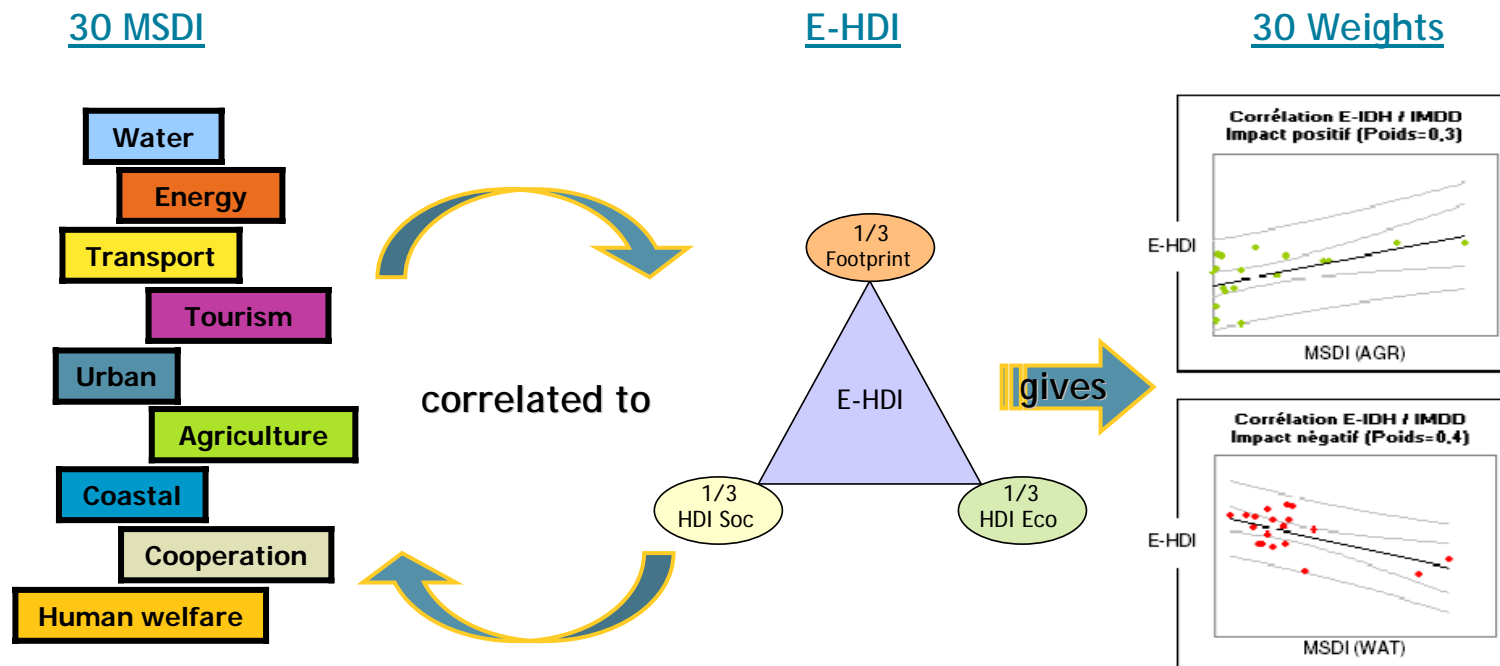 30 MSDI
E-HDI
30 Weights
Water
Energy
Transport
Tourism
Urban
Agriculture
Coastal
Cooperation
Human welfare
correlated to
1/3
Footprint
E-HDI
1/3
HDI Soc
1/3
HDI Eco
gives
Corrélation E-IDH / IMDD
Impact positif (Poids=0,3)
E-HDI
MSDI (AGR)
Corrélation E-IDH / IMDD
Impact négatif (Poids=0,4)
E-HDI
MSDI (WAT)